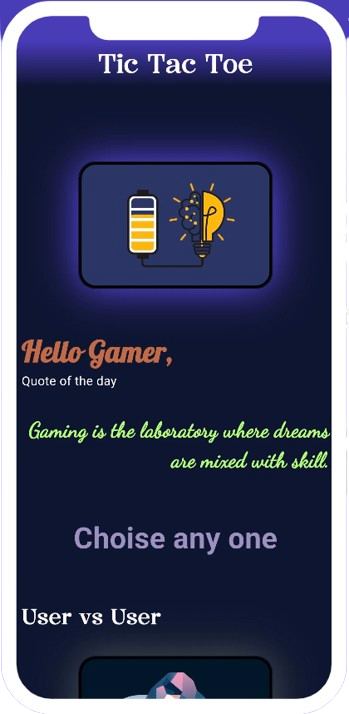 Tic Tac Toe
Hello Gamer,
Quote of the day
Gaming is the laboratory where dreams
are mixed with skill.
Choise any one
User vs User